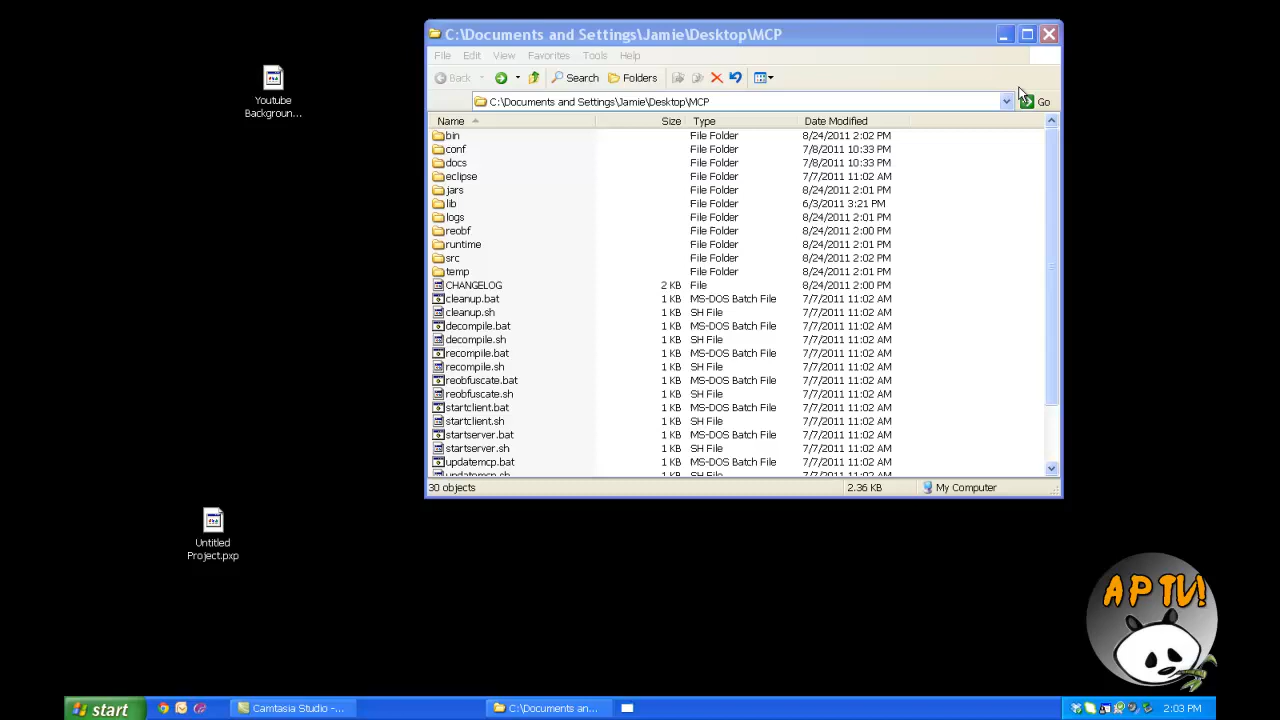 C:\Documents and Settings\Jamie\Desktop\MCP
File Edit View Favorites Tools Help
Back Search Folders
C:\Documents and Settings\Jamie\Desktop\MCP Go
Name Size Type Date Modified
bin File Folder 8/24/2011 2:02 PM
conf File Folder 7/8/2011 10:33 PM
docs File Folder 7/8/2011 10:33 PM
eclipse File Folder 7/7/2011 11:02 AM
jars File Folder 8/24/2011 2:01 PM
lib File Folder 6/3/2011 3:21 PM
logs File Folder 8/24/2011 2:01 PM
reobf File Folder 8/24/2011 2:00 PM
runtime File Folder 8/24/2011 2:01 PM
src File Folder 8/24/2011 2:02 PM
temp File Folder 8/24/2011 2:01 PM
CHANGELOG 2 KB File 8/24/2011 2:00 PM
cleanup.bat 1 KB MS-DOS Batch File 7/7/2011 11:02 AM
cleanup.sh 1 KB SH File 7/7/2011 11:02 AM
decompile.bat 1 KB MS-DOS Batch File 7/7/2011 11:02 AM
decompile.sh 1 KB SH File 7/7/2011 11:02 AM
recompile.bat 1 KB MS-DOS Batch File 7/7/2011 11:02 AM
recompile.sh 1 KB SH File 7/7/2011 11:02 AM
reobfuscate.bat 1 KB MS-DOS Batch File 7/7/2011 11:02 AM
reobfuscate.sh 1 KB SH File 7/7/2011 11:02 AM
startclient.bat 1 KB MS-DOS Batch File 7/7/2011 11:02 AM
startclient.sh 1 KB SH File 7/7/2011 11:02 AM
startserver.bat 1 KB MS-DOS Batch File 7/7/2011 11:02 AM
startserver.sh 1 KB SH File 7/7/2011 11:02 AM
updatemcp.bat 1 KB MS-DOS Batch File 7/7/2011 11:02 AM
updatemcp.sh 1 KB SH File 7/7/2011 11:02 AM
30 objects 2.36 KB My Computer
Youtube
Backgroun...
Untitled
Project.pxp
AP TV!
start Camtasia Studio -... C:\Documents an... 2:03 PM